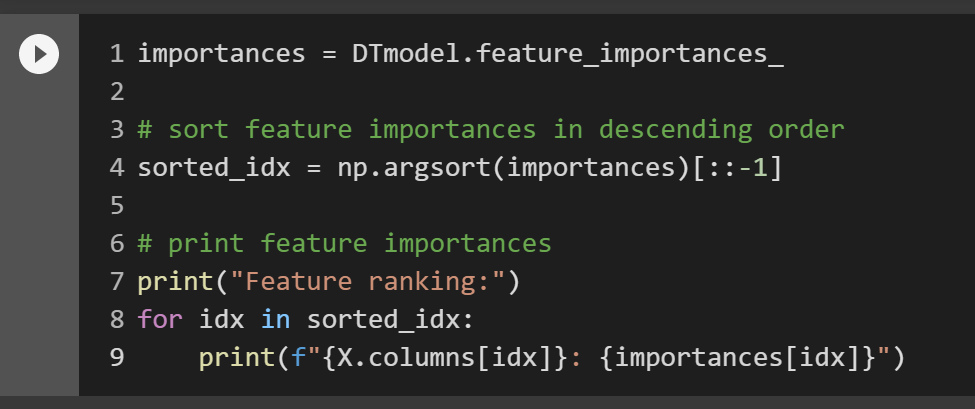 1 importances = DTmodel.feature_importances_
2
3 # sort feature importances in descending order
4 sorted_idx = np.argsort(importances)[::-1]
5
6 # print feature importances
7 print("Feature ranking:")
8 for idx in sorted_idx:
9     print(f"{X.columns[idx]}: {importances[idx]}")